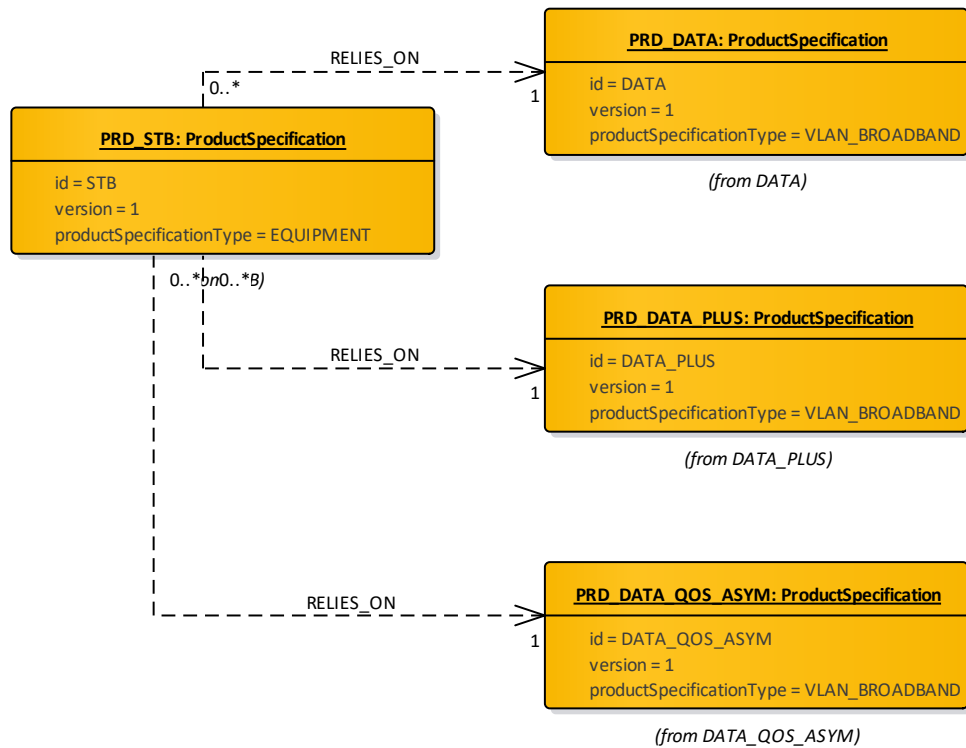 PRD_DATA: ProductSpecification
id = DATA
version = 1
productSpecificationType = VLAN_BROADBAND
(from DATA)
RELIES_ON
0..*
1
PRD_STB: ProductSpecification
id = STB
version = 1
productSpecificationType = EQUIPMENT
0..*
0..*
B)
PRD_DATA_PLUS: ProductSpecification
id = DATA_PLUS
version = 1
productSpecificationType = VLAN_BROADBAND
(from DATA_PLUS)
RELIES_ON
1
PRD_DATA_QOS_ASYM: ProductSpecification
id = DATA_QOS_ASYM
version = 1
productSpecificationType = VLAN_BROADBAND
(from DATA_QOS_ASYM)
RELIES_ON
1